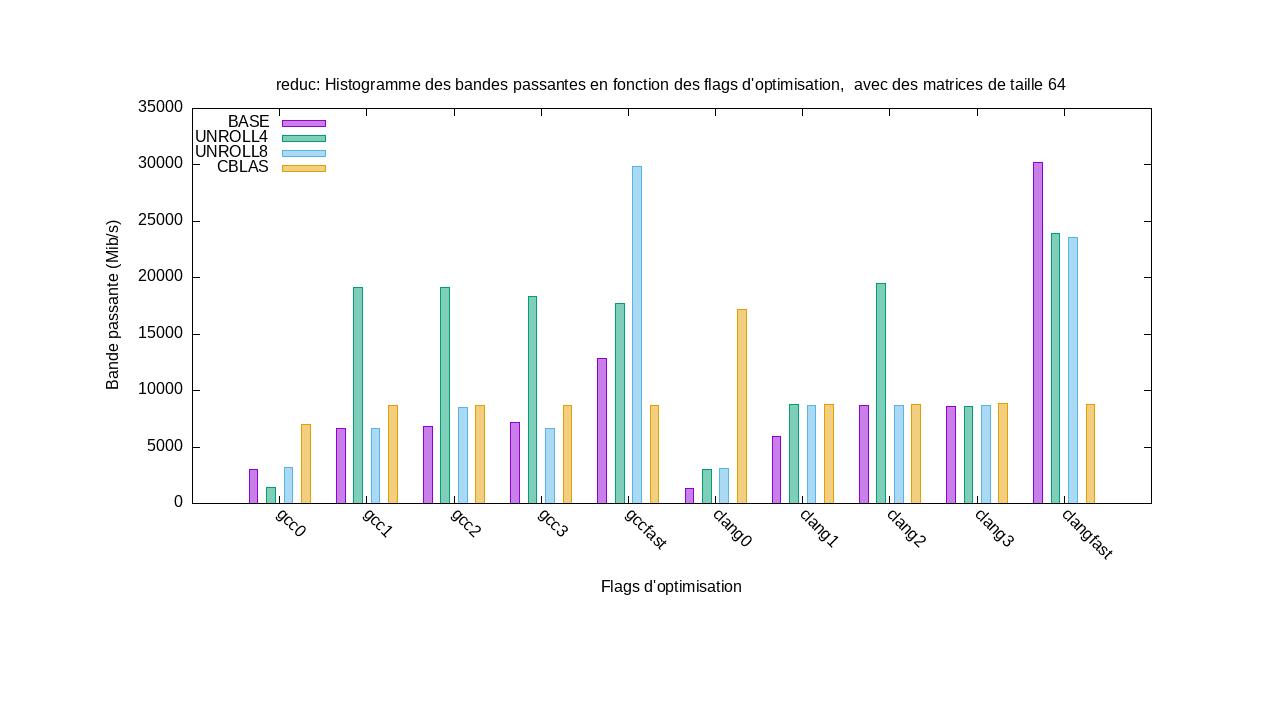 reduc: Histogramme des bandes passantes en fonction des flags d'optimisation,  avec des matrices de taille 64
35000
30000
25000
20000
15000
10000
5000
0
Bande passante (Mib/s)
BASE
UNROLL4
UNROLL8
CBLAS
gcc0
gcc1
gcc2
gcc3
gccfast
clang0
clang1
clang2
clang3
clangfast
Flags d'optimisation